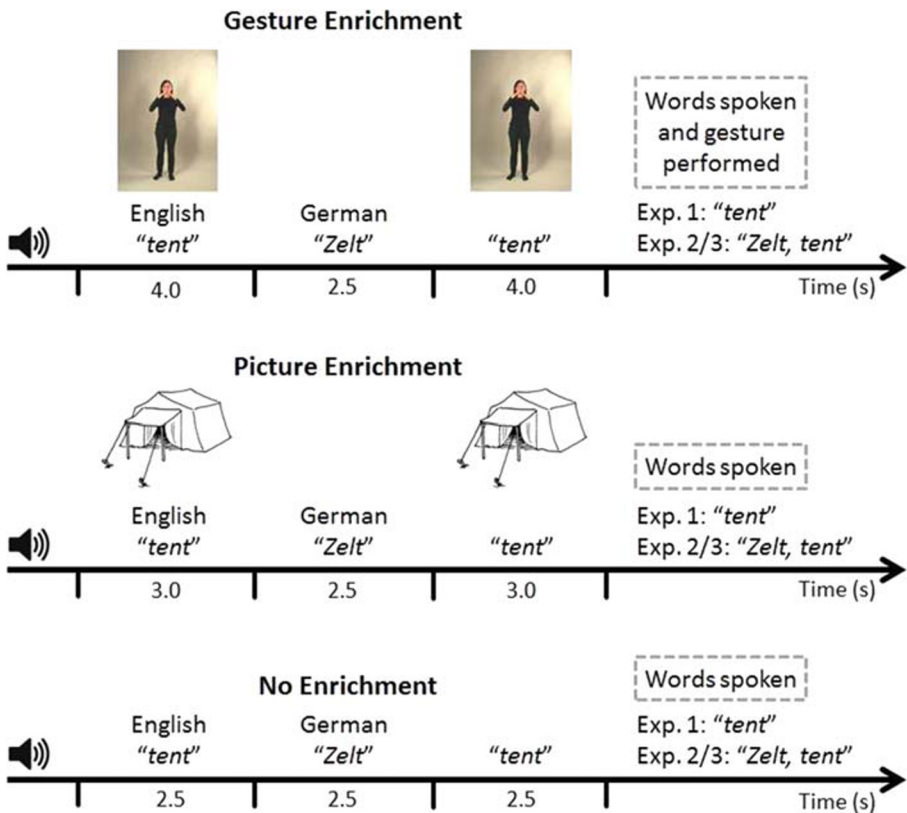 Gesture Enrichment
Words spoken
and gesture
performed
English German Exp. 1: "tent"
"tent" "Zelt" "tent" Exp. 2/3: "Zelt, tent"
4.0 2.5 4.0 Time (s)
Picture Enrichment
Words spoken
English German Exp. 1: "tent"
"tent" "Zelt" "tent" Exp. 2/3: "Zelt, tent"
3.0 2.5 3.0 Time (s)
Words spoken
No Enrichment
English German Exp. 1: "tent"
"tent" "Zelt" "tent" Exp. 2/3: "Zelt, tent"
2.5 2.5 2.5 Time (s)